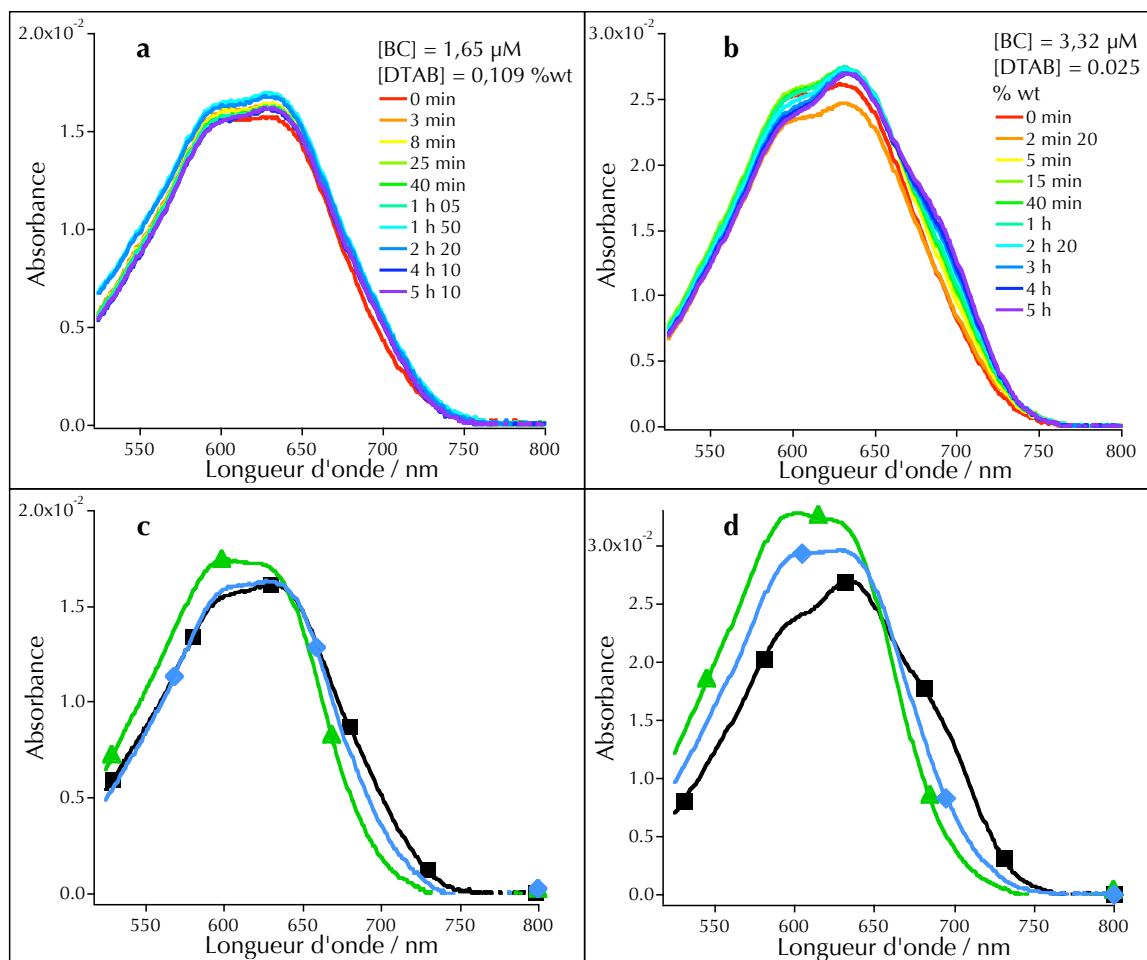 a
[BC] = 1,65 µM
[DTAB] = 0,109 %wt
0 min
3 min
8 min
25 min
40 min
1 h 05
1 h 50
2 h 20
4 h 10
5 h 10
2.0x10⁻²
1.5
1.0
0.5
0.0
Absorbance
550 600 650 700 750 800
Longueur d'onde / nm
b
[BC] = 3,32 µM
[DTAB] = 0.025
% wt
0 min
2 min 20
5 min
15 min
40 min
1 h
2 h 20
3 h
4 h
5 h
3.0x10⁻²
2.5
2.0
1.5
1.0
0.5
0.0
Absorbance
550 600 650 700 750 800
Longueur d'onde / nm
c
2.0x10⁻²
1.5
1.0
0.5
0.0
Absorbance
550 600 650 700 750 800
Longueur d'onde / nm
d
3.0x10⁻²
2.5
2.0
1.5
1.0
0.5
0.0
Absorbance
550 600 650 700 750 800
Longueur d'onde / nm